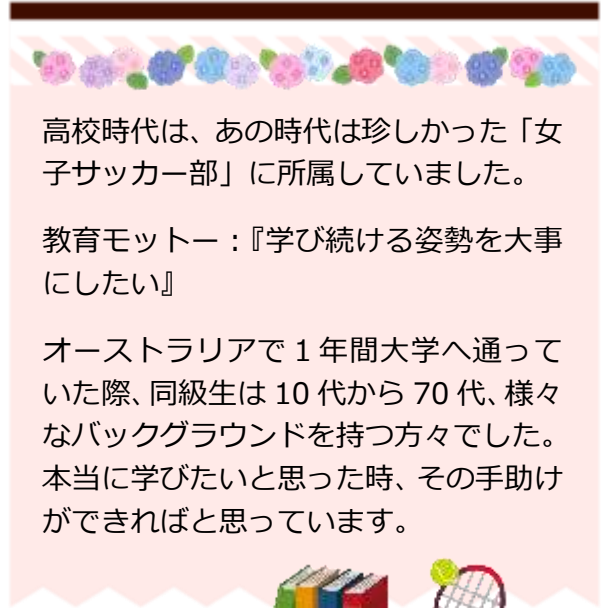 高校時代は、あの時代は珍しかった「女
子サッカー部」に所属していました。
教育モットー：『学び続ける姿勢を大事
にしたい』
オーストラリアで 1 年間大学へ通って
いた際、同級生は 10 代から 70 代、様々
なバックグラウンドを持つ方々でした。
本当に学びたいと思った時、その手助け
ができればと思っています。